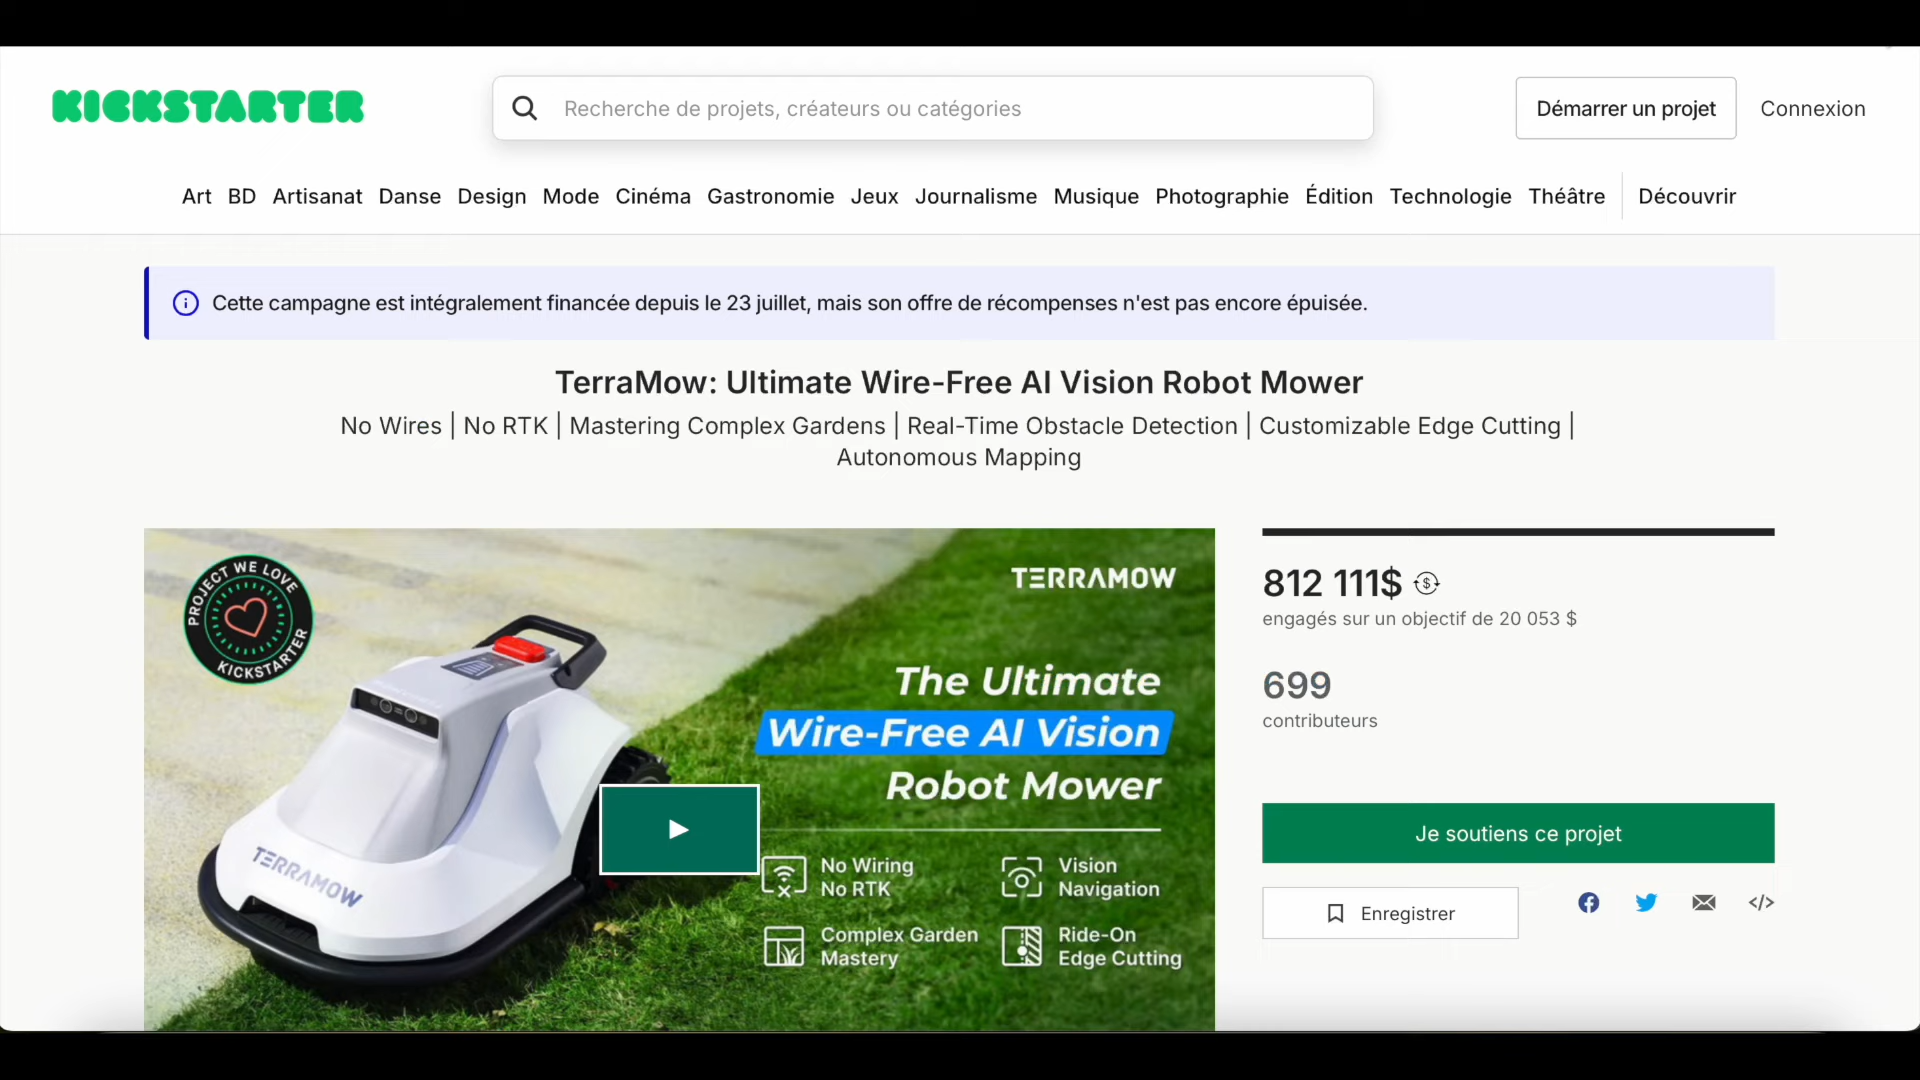 KICKSTARTER
Recherche de projets, créateurs ou catégories
Démarrer un projet
Connexion
Art BD Artisanat Danse Design Mode Cinéma Gastronomie Jeux Journalisme Musique Photographie Édition Technologie Théâtre Découvrir
Cette campagne est intégralement financée depuis le 23 juillet, mais son offre de récompenses n'est pas encore épuisée.
TerraMow: Ultimate Wire-Free AI Vision Robot Mower
No Wires | No RTK | Mastering Complex Gardens | Real-Time Obstacle Detection | Customizable Edge Cutting |
Autonomous Mapping
PROJECT WE LOVE
KICKSTARTER
TERRAMOW
The Ultimate
Wire-Free AI Vision
Robot Mower
No Wiring
No RTK
Vision
Navigation
Complex Garden
Mastery
Ride-On
Edge Cutting
TERRAMOW
812 111$
engagés sur un objectif de 20 053 $
699
contributeurs
Je soutiens ce projet
Enregistrer